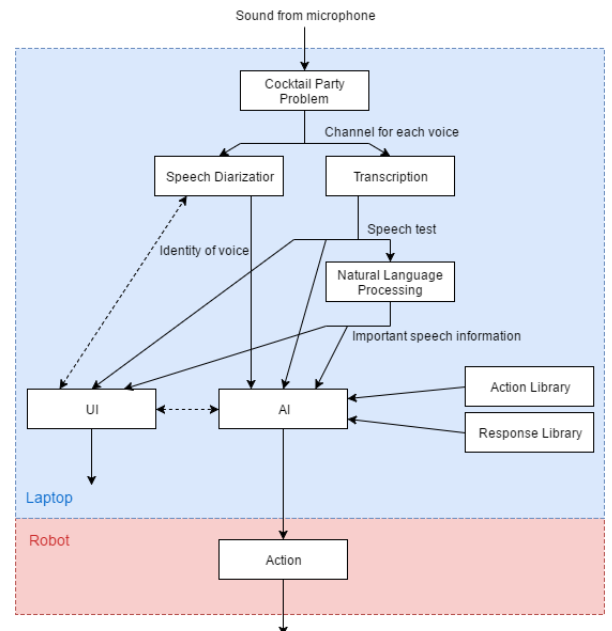 Sound from microphone
Cocktail Party
Problem
Channel for each voice
Speech Diarizatior
Transcription
Speech test
Identity of voice
Natural Language
Processing
Important speech information
Action Library
UI
AI
Response Library
Laptop
Robot
Action